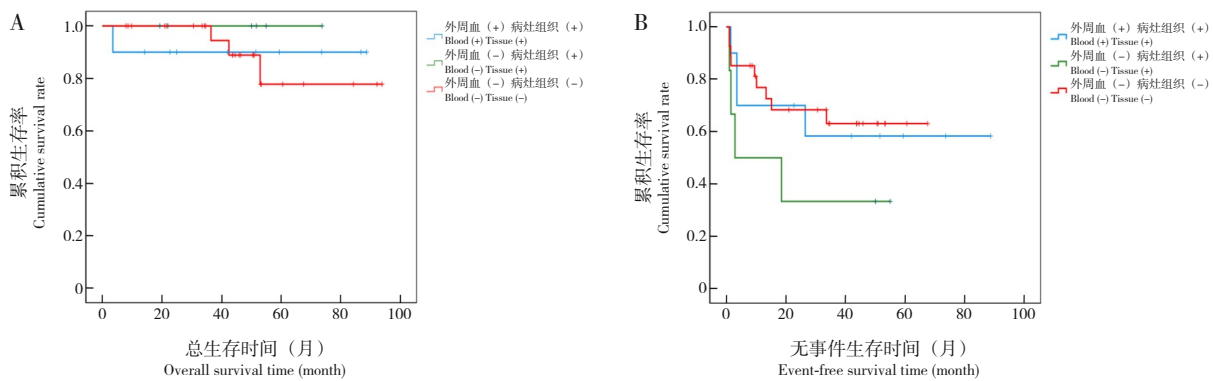 A
累积生存率
Cumulative survival rate
1.0
0.8
0.6
0.4
0.2
0
0
20
40
60
80
100
总生存时间（月）
Overall survival time (month)
外周血（+）病灶组织（+）
Blood (+) Tissue (+)
外周血（-）病灶组织（+）
Blood (-) Tissue (+)
外周血（-）病灶组织（-）
Blood (-) Tissue (-)
B
累积生存率
Cumulative survival rate
1.0
0.8
0.6
0.4
0.2
0
0
20
40
60
80
100
无事件生存时间（月）
Event-free survival time (month)
外周血（+）病灶组织（+）
Blood (+) Tissue (+)
外周血（-）病灶组织（+）
Blood (-) Tissue (+)
外周血（-）病灶组织（-）
Blood (-) Tissue (-)